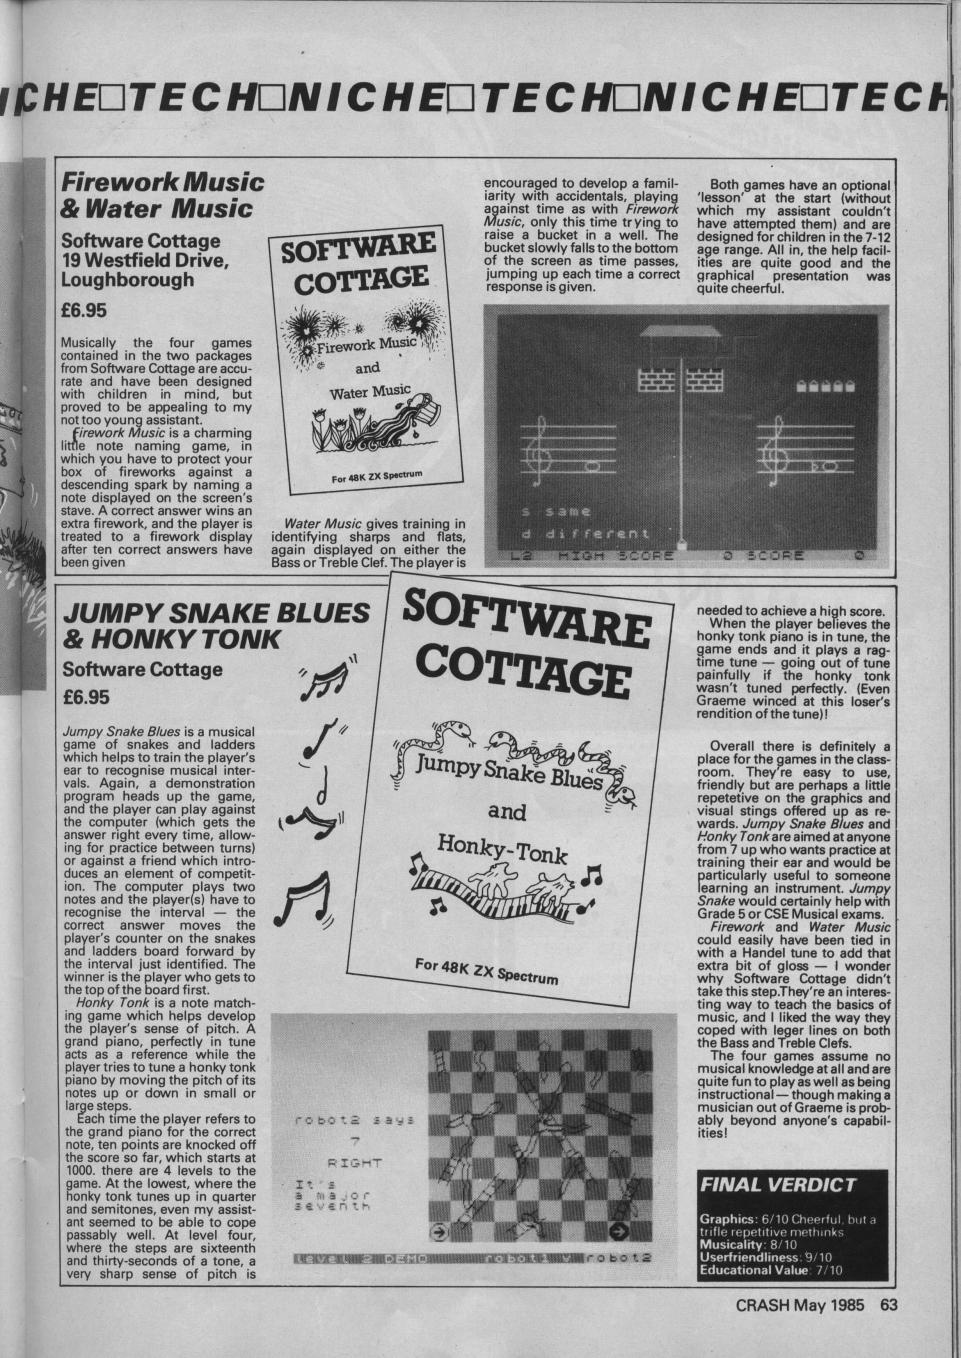 CHE□TECH□NICHE□TECH□NICHE□TECH
Firework Music
& Water Music
Software Cottage
19 Westfield Drive,
Loughborough
£6.95
Musically the four games
contained in the two packages
from Software Cottage are accu-
rate and have been designed
with children in mind, but
proved to be appealing to my
not too young assistant.
Firework Music is a charming
little note naming game, in
which you have to protect your
box of fireworks against a
descending spark by naming a
note displayed on the screen's
stave. A correct answer wins an
extra firework, and the player is
treated to a firework display
after ten correct answers have
been given
SOFTWARE
COTTAGE
Firework Music
and
Water Music
For 48K ZX Spectrum
Water Music gives training in
identifying sharps and flats,
again displayed on either the
Bass or Treble Clef. The player is
encouraged to develop a famil-
iarity with accidentals, playing
against time as with Firework
Music, only this time trying to
raise a bucket in a well. The
bucket slowly falls to the bottom
of the screen as time passes,
jumping up each time a correct
response is given.
Both games have an optional
'lesson' at the start (without
which my assistant couldn't
have attempted them) and are
designed for children in the 7-12
age range. All in, the help facil-
ities are quite good and the
graphical presentation was
quite cheerful.
s same
d different
L2 HIGH SCORE 0 SCORE 0
JUMPY SNAKE BLUES
& HONKY TONK
Software Cottage
£6.95
Jumpy Snake Blues is a musical
game of snakes and ladders
which helps to train the player's
ear to recognise musical inter-
vals. Again, a demonstration
program heads up the game,
and the player can play against
the computer (which gets the
answer right every time, allow-
ing for practice between turns)
or against a friend which intro-
duces an element of competit-
ion. The computer plays two
notes and the player(s) have to
recognise the interval — the
correct answer moves the
player's counter on the snakes
and ladders board forward by
the interval just identified. The
winner is the player who gets to
the top of the board first.
Honky Tonk is a note match-
ing game which helps develop
the player's sense of pitch. A
grand piano, perfectly in tune
acts as a reference while the
player tries to tune a honky tonk
piano by moving the pitch of its
notes up or down in small or
large steps.
Each time the player refers to
the grand piano for the correct
note, ten points are knocked off
the score so far, which starts at
1000. there are 4 levels to the
game. At the lowest, where the
honky tonk tunes up in quarter
and semitones, even my assist-
ant seemed to be able to cope
passably well. At level four,
where the steps are sixteenth
and thirty-seconds of a tone, a
very sharp sense of pitch is
SOFTWARE
COTTAGE
Jumpy Snake Blues
and
Honky-Tonk
For 48K ZX Spectrum
robot2 says
7
RIGHT
It's
a major
seventh
level 2 DEMO robot1 v robot2
needed to achieve a high score.
When the player believes the
honky tonk piano is in tune, the
game ends and it plays a rag-
time tune — going out of tune
painfully if the honky tonk
wasn't tuned perfectly. (Even
Graeme winced at this loser's
rendition of the tune)!
Overall there is definitely a
place for the games in the class-
room. They're easy to use,
friendly but are perhaps a little
repetetive on the graphics and
visual stings offered up as re-
wards. Jumpy Snake Blues and
Honky Tonk are aimed at anyone
from 7 up who wants practice at
training their ear and would be
particularly useful to someone
learning an instrument. Jumpy
Snake would certainly help with
Grade 5 or CSE Musical exams.
Firework and Water Music
could easily have been tied in
with a Handel tune to add that
extra bit of gloss — I wonder
why Software Cottage didn't
take this step.They're an interes-
ting way to teach the basics of
music, and I liked the way they
coped with leger lines on both
the Bass and Treble Clefs.
The four games assume no
musical knowledge at all and are
quite fun to play as well as being
instructional — though making a
musician out of Graeme is prob-
ably beyond anyone's capabil-
ities!
FINAL VERDICT
Graphics: 6/10 Cheerful, but a
trifle repetitive methinks
Musicality: 8/10
Userfriendliness: 9/10
Educational Value: 7/10
CRASH May 1985 63